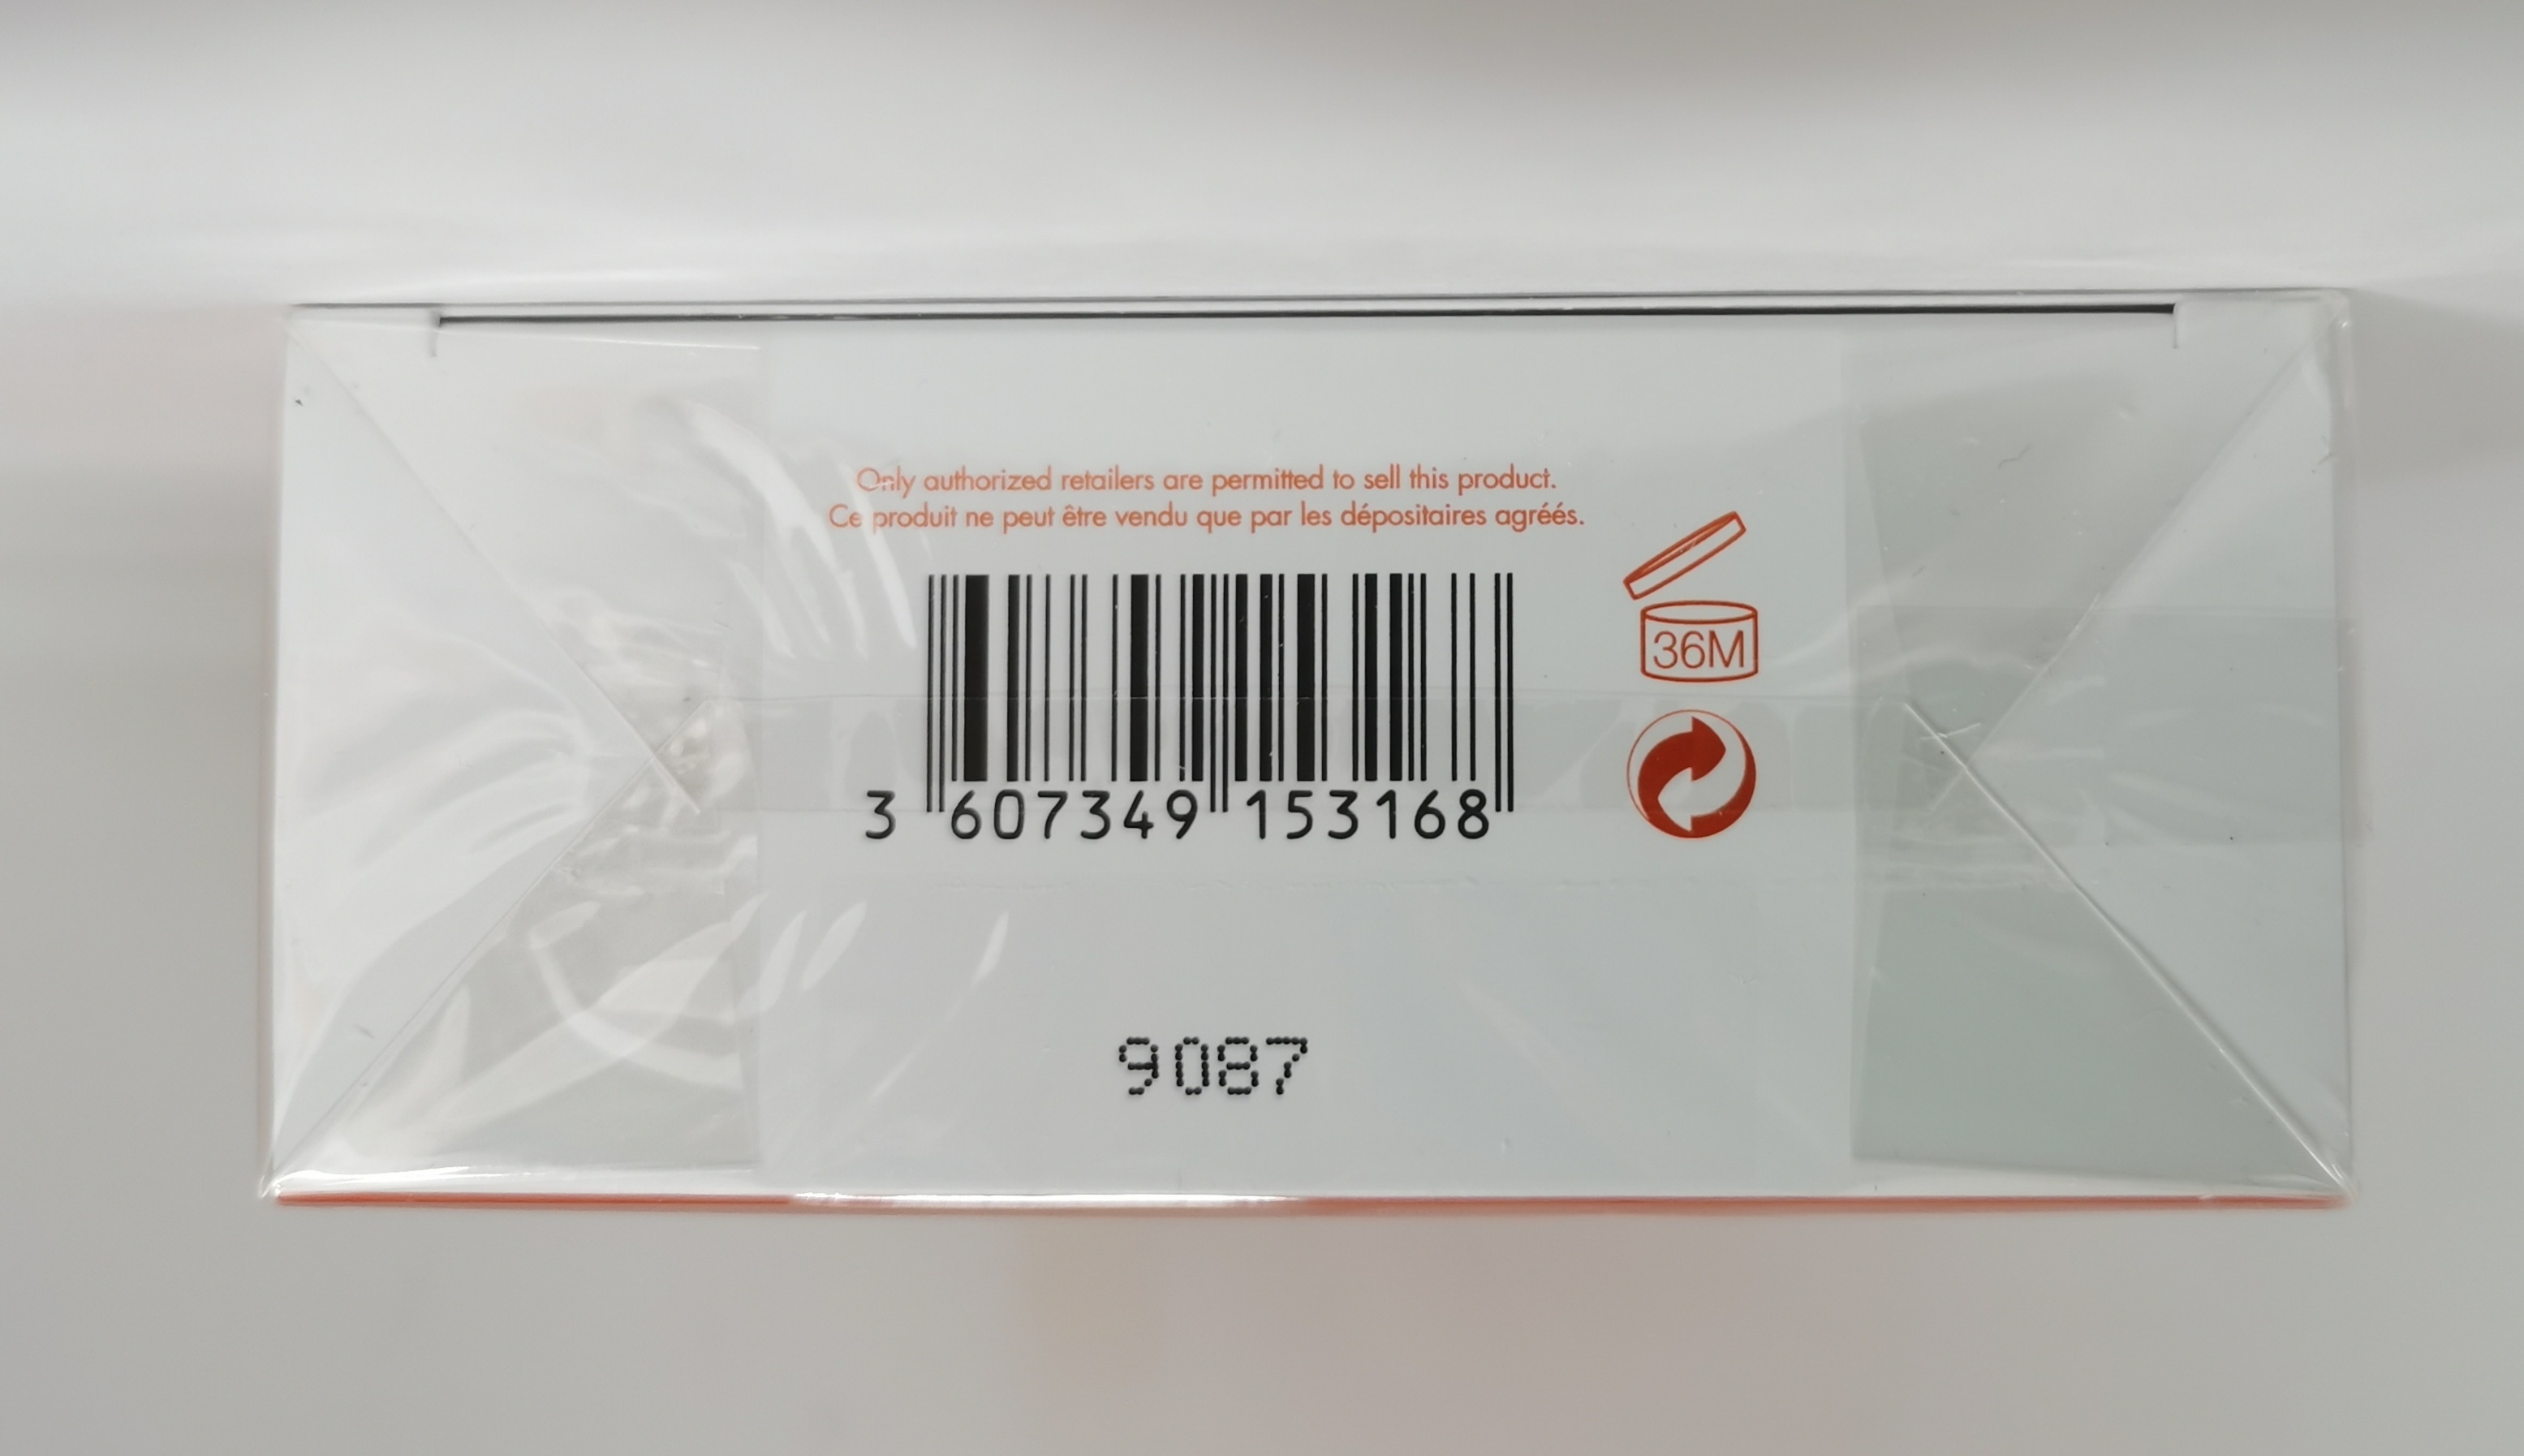 Only authorized retailers are permitted to sell this product.
Ce produit ne peut être vendu que par les dépositaires agréés.
36M
3 607349 153168
9087